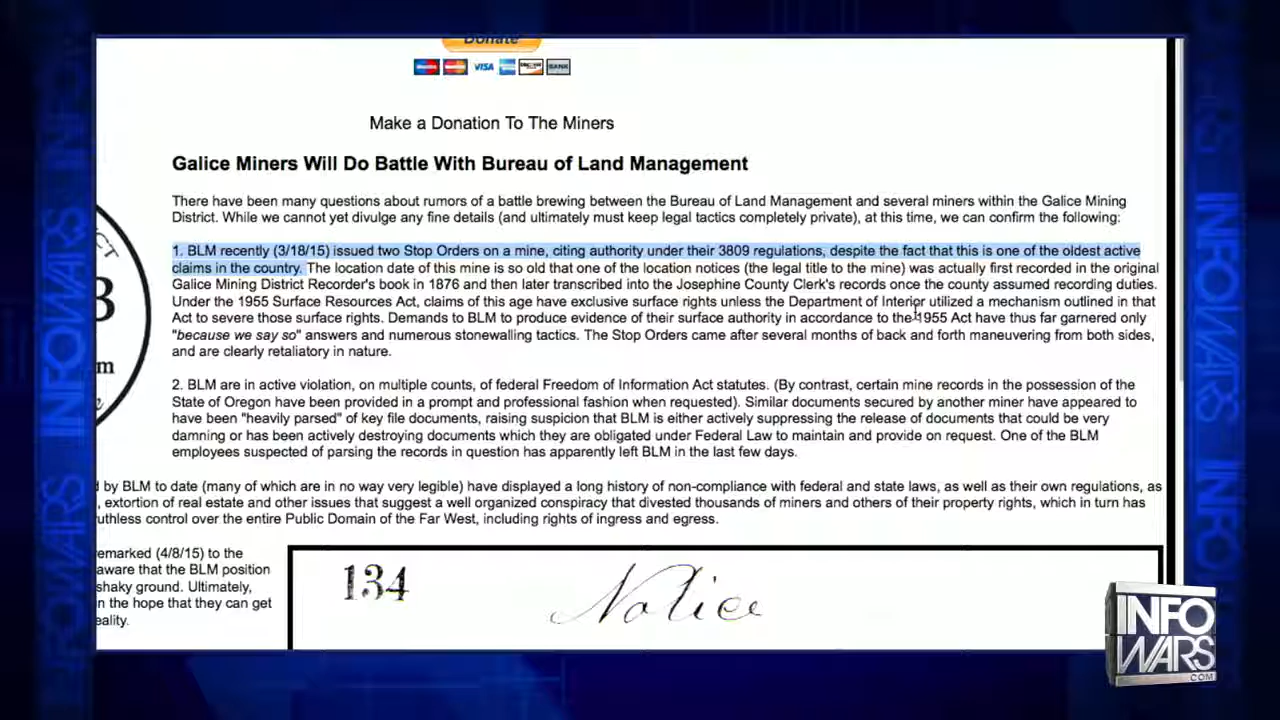 Donate
VISA DISCOVER BANK
Make a Donation To The Miners
Galice Miners Will Do Battle With Bureau of Land Management
There have been many questions about rumors of a battle brewing between the Bureau of Land Management and several miners within the Galice Mining
District. While we cannot yet divulge any fine details (and ultimately must keep legal tactics completely private), at this time, we can confirm the following:
1. BLM recently (3/18/15) issued two Stop Orders on a mine, citing authority under their 3809 regulations, despite the fact that this is one of the oldest active
claims in the country. The location date of this mine is so old that one of the location notices (the legal title to the mine) was actually first recorded in the original
Galice Mining District Recorder's book in 1876 and then later transcribed into the Josephine County Clerk's records once the county assumed recording duties.
Under the 1955 Surface Resources Act, claims of this age have exclusive surface rights unless the Department of Interior utilized a mechanism outlined in that
Act to severe those surface rights. Demands to BLM to produce evidence of their surface authority in accordance to the 1955 Act have thus far garnered only
"because we say so" answers and numerous stonewalling tactics. The Stop Orders came after several months of back and forth maneuvering from both sides,
and are clearly retaliatory in nature.
2. BLM are in active violation, on multiple counts, of federal Freedom of Information Act statutes. (By contrast, certain mine records in the possession of the
State of Oregon have been provided in a prompt and professional fashion when requested). Similar documents secured by another miner have appeared to
have been "heavily parsed" of key file documents, raising suspicion that BLM is either actively suppressing the release of documents that could be very
damning or has been actively destroying documents which they are obligated under Federal Law to maintain and provide on request. One of the BLM
employees suspected of parsing the records in question has apparently left BLM in the last few days.
d by BLM to date (many of which are in no way very legible) have displayed a long history of non-compliance with federal and state laws, as well as their own regulations, as
, extortion of real estate and other issues that suggest a well organized conspiracy that divested thousands of miners and others of their property rights, which in turn has
uthless control over the entire Public Domain of the Far West, including rights of ingress and egress.
emarked (4/8/15) to the
aware that the BLM position
shaky ground. Ultimately,
n the hope that they can get
eality.
CT
3
m
134
Notice
INFOWARS
INFOWARS
INFO
WARS
.COM